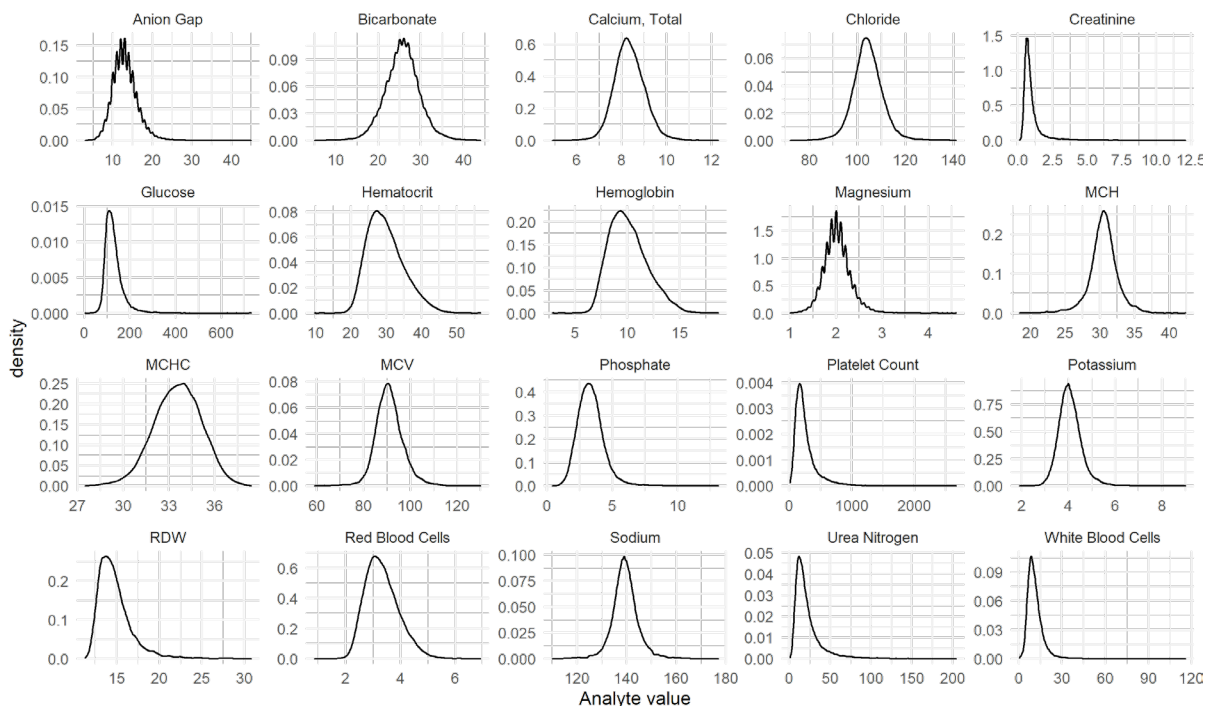 Anion Gap Bicarbonate Calcium, Total Chloride Creatinine
0.15 0.09 0.6 0.06 1.5
0.10 0.06 0.4 0.04 1.0
0.05 0.03 0.2 0.02 0.5
0.00 0.00 0.0 0.00 0.0
10 20 30 40 10 20 30 40 6 8 10 12 80 100 120 140 0.0 2.5 5.0 7.5 10.0 12.5
Glucose Hematocrit Hemoglobin Magnesium MCH
0.015 0.08 0.20 1.5 0.2
0.010 0.06 0.15 1.0 0.1
0.005 0.04 0.10 0.5 0.0
0.000 0.02 0.05 0.0
0.00 0.00
0 200 400 600 10 20 30 40 50 5 10 15 1 2 3 4 20 25 30 35 40
density
MCHC MCV Phosphate Platelet Count Potassium
0.25 0.08 0.4 0.004 0.75
0.20 0.06 0.3 0.003 0.50
0.15 0.04 0.2 0.002 0.25
0.10 0.02 0.1 0.001 0.00
0.05 0.00 0.0 0.000
0.00
27 30 33 36 60 80 100 120 0 5 10 0 1000 2000 2 4 6 8
RDW Red Blood Cells Sodium Urea Nitrogen White Blood Cells
0.2 0.6 0.100 0.05 0.09
0.1 0.4 0.075 0.04 0.06
0.0 0.2 0.050 0.03 0.03
0.0 0.025 0.02 0.00
0.000 0.01
0.00
15 20 25 30 2 4 6 120 140 160 180 0 50 100 150 200 0 30 60 90 120
Analyte value